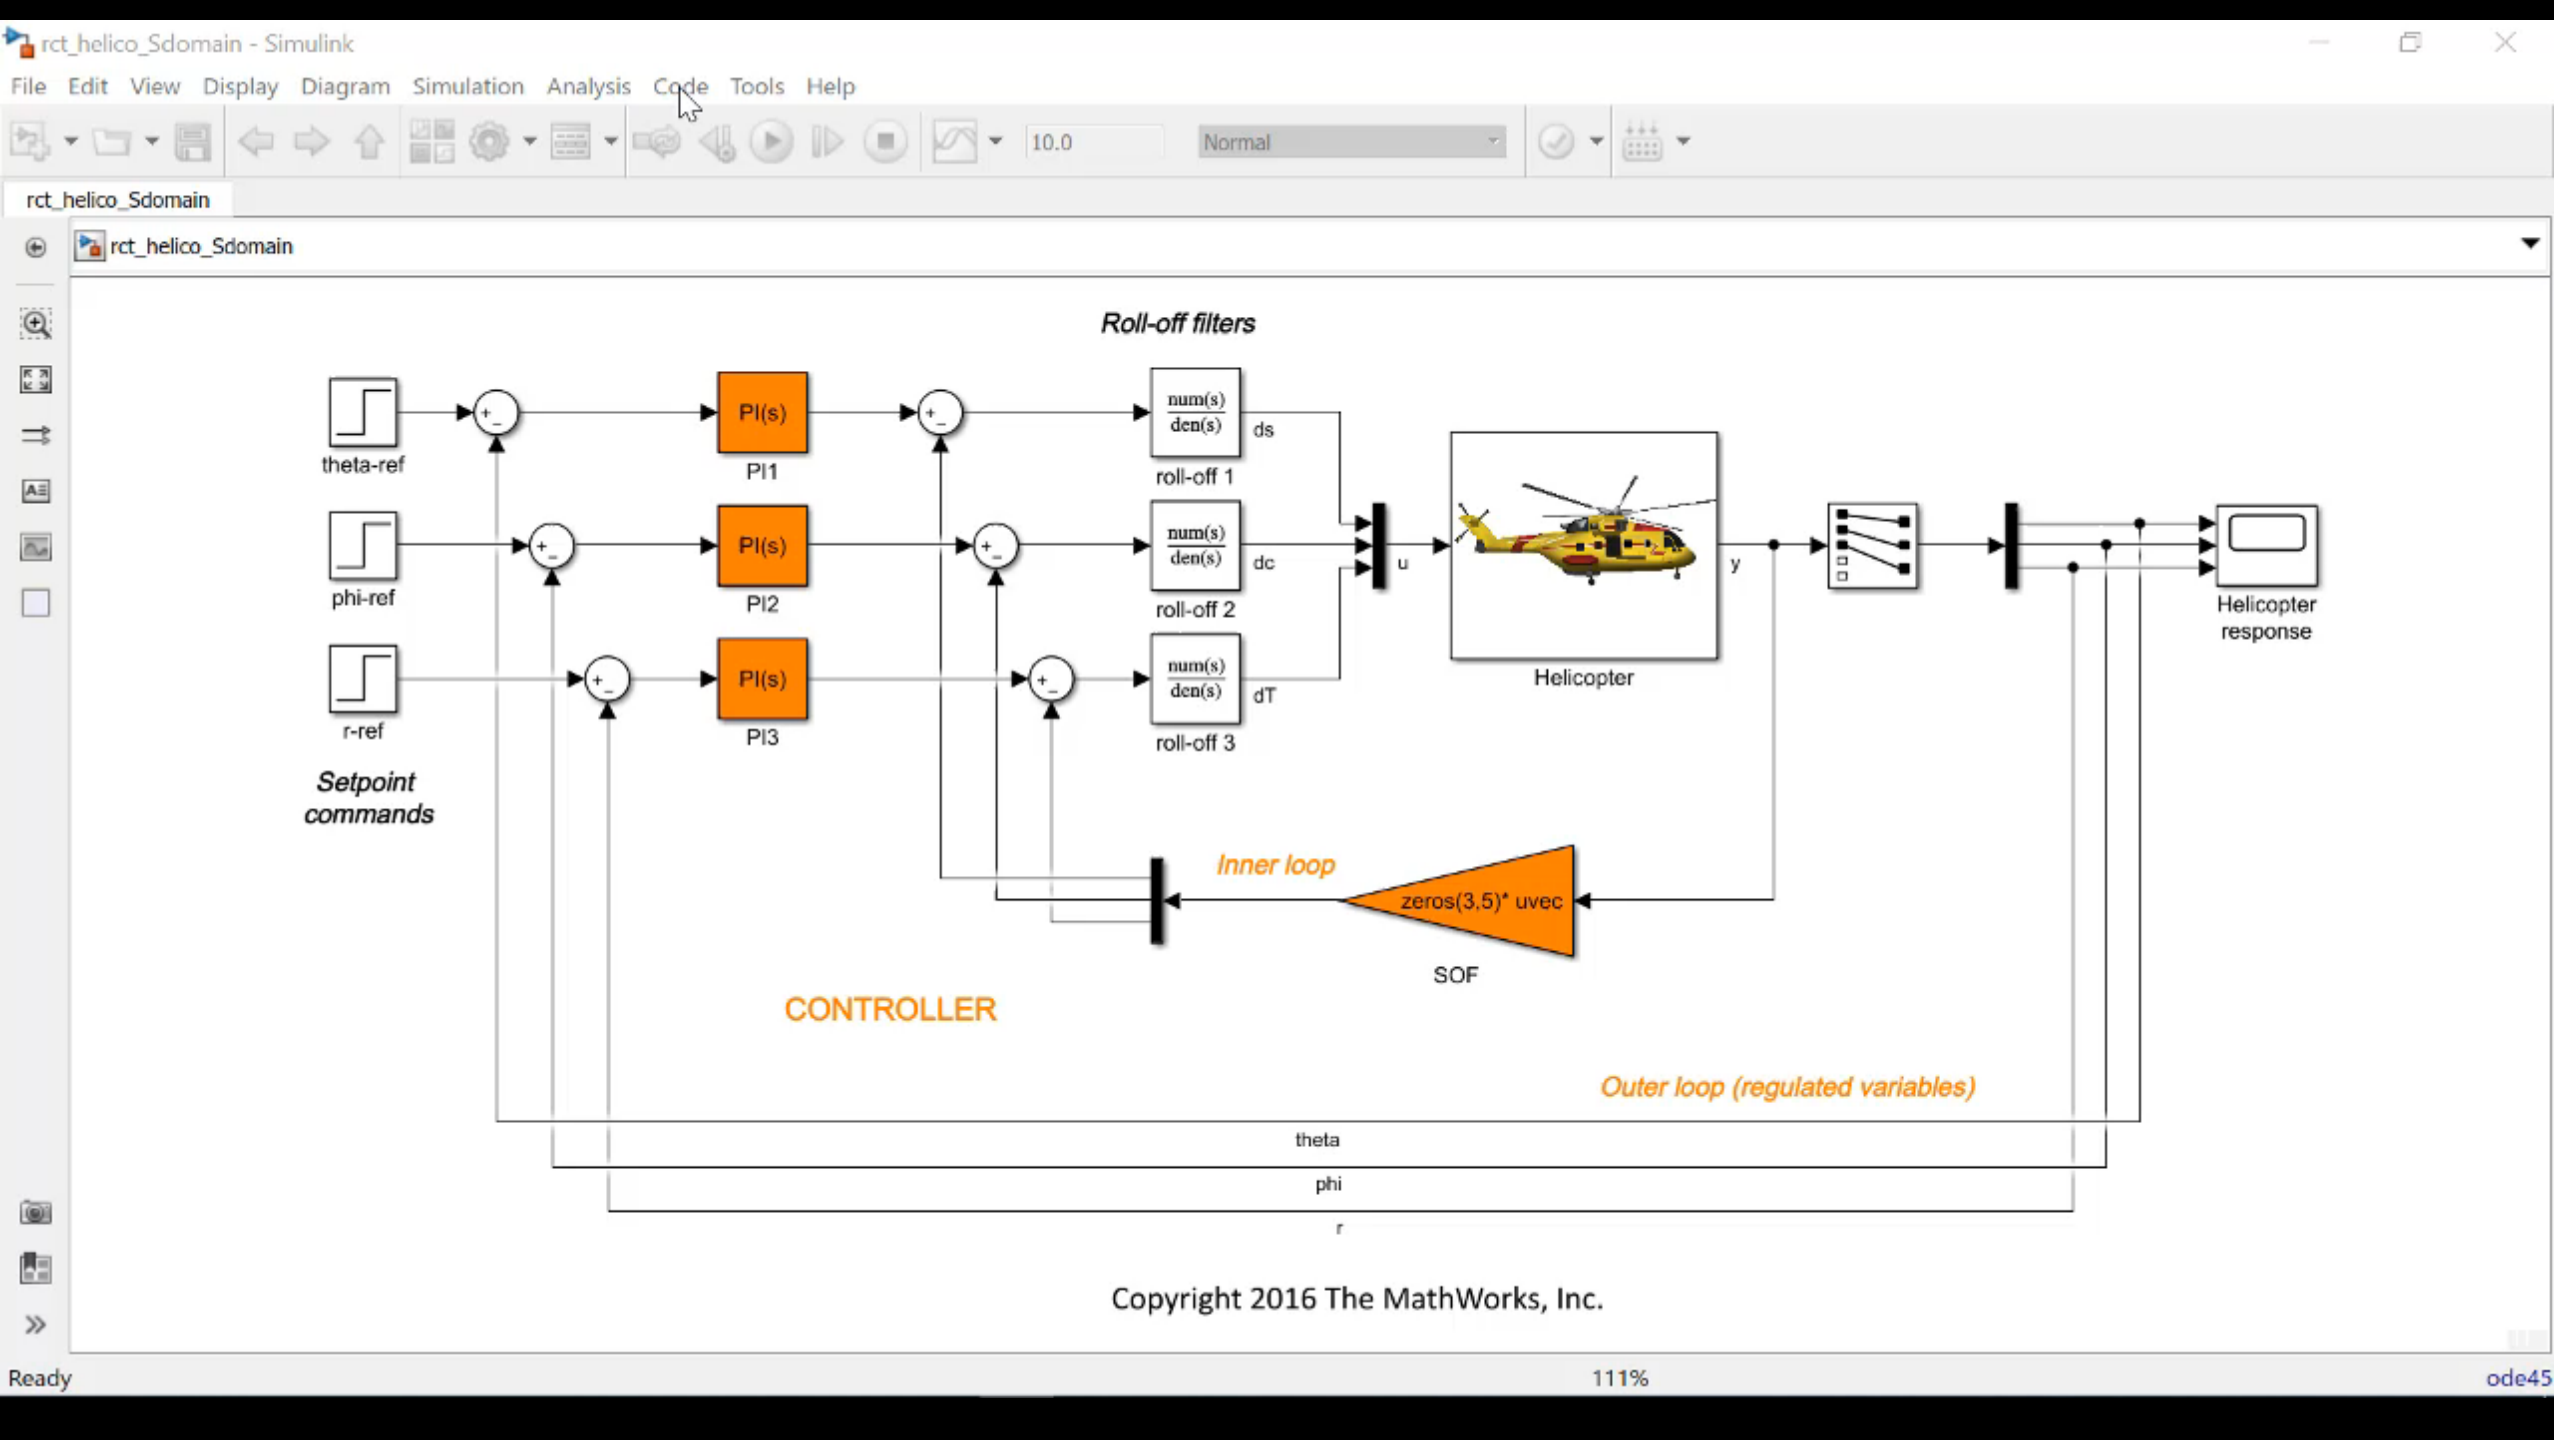 rct_helico_Sdomain - Simulink
File Edit View Display Diagram Simulation Analysis Code Tools Help
10.0 Normal
rct_helico_Sdomain
rct_helico_Sdomain
Roll-off filters
theta-ref
+
−
PI(s)
PI1
+
−
num(s)
den(s)
ds
roll-off 1
phi-ref
+
−
PI(s)
PI2
+
−
num(s)
den(s)
dc
roll-off 2
u
Helicopter
y
Helicopter
response
r-ref
+
−
PI(s)
PI3
+
−
num(s)
den(s)
dT
roll-off 3
Setpoint
commands
Inner loop
zeros(3,5)* uvec
SOF
CONTROLLER
Outer loop (regulated variables)
theta
phi
r
Copyright 2016 The MathWorks, Inc.
Ready 111% ode45